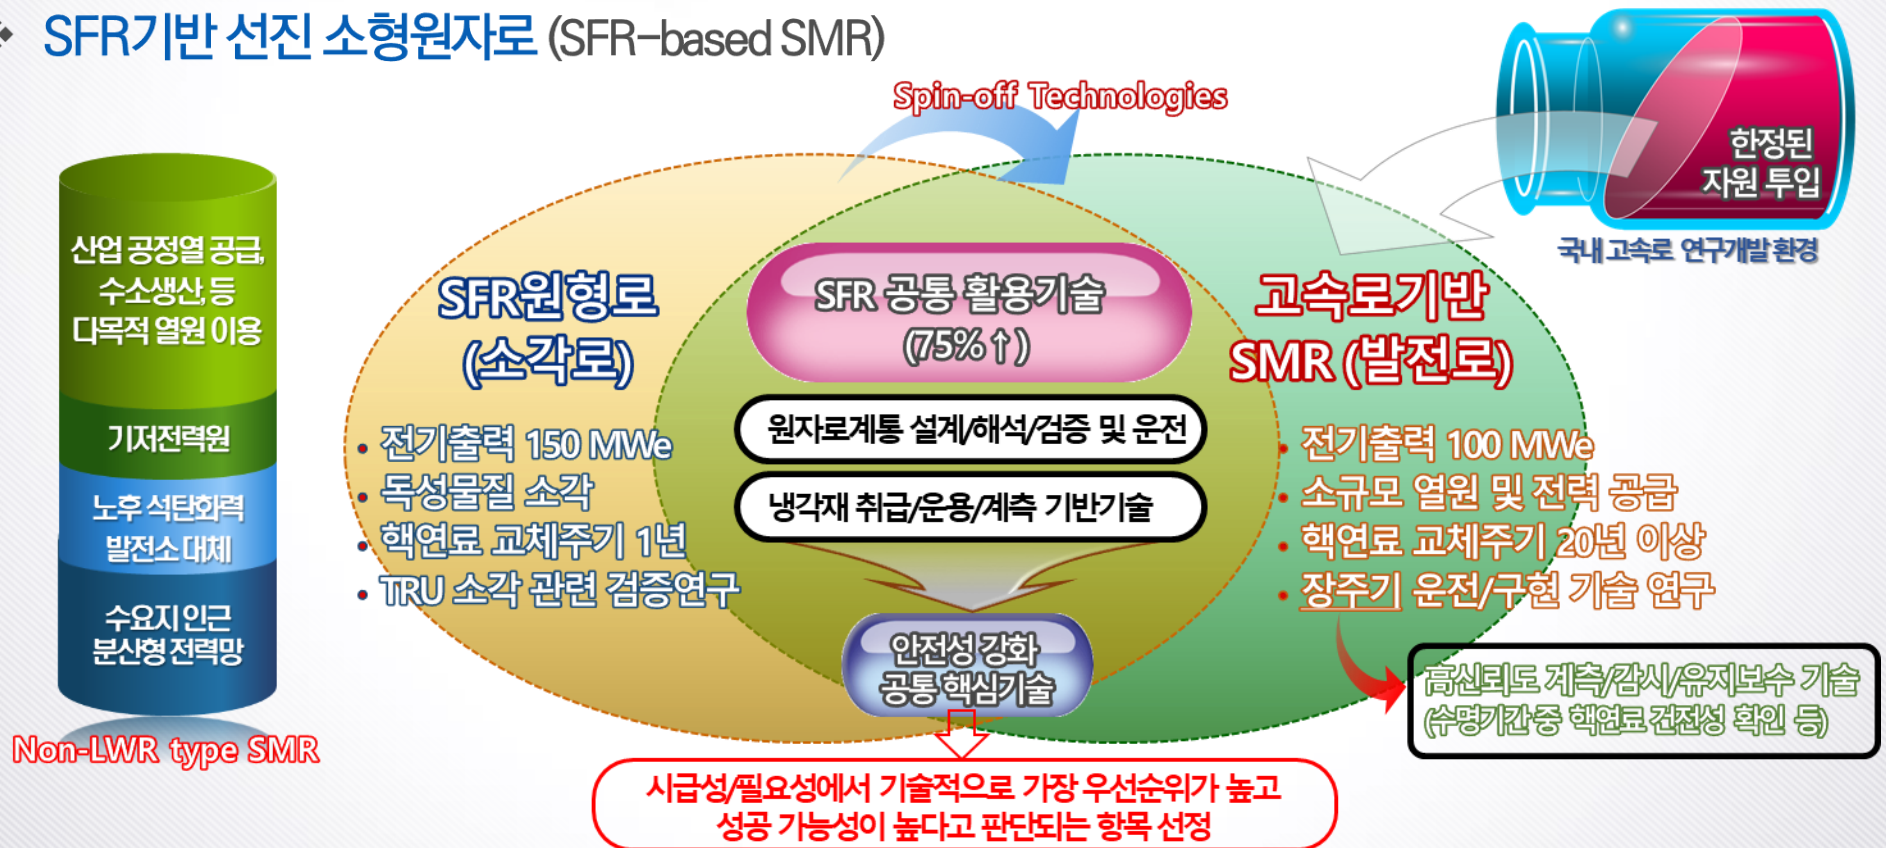 SFR기반 선진 소형원자로 (SFR-based SMR)
Spin-off Technologies
한정된
자원 투입
국내 고속로 연구개발 환경
산업 공정열 공급,
수소생산, 등
다목적 열원 이용
기저전력원
노후 석탄화력
발전소 대체
수요지 인근
분산형 전력망
Non-LWR type SMR
SFR원형로
(소각로)
• 전기출력 150 MWe
• 독성물질 소각
• 핵연료 교체주기 1년
• TRU 소각 관련 검증연구
SFR 공통 활용기술
(75%↑)
원자로계통 설계/해석/검증 및 운전
냉각재 취급/운용/계측 기반기술
안전성 강화
공통 핵심기술
고속로기반
SMR (발전로)
• 전기출력 100 MWe
• 소규모 열원 및 전력 공급
• 핵연료 교체주기 20년 이상
• 장주기 운전/구현 기술 연구
高신뢰도 계측/감시/유지보수 기술
(수명기간 중 핵연료 건전성 확인 등)
시급성/필요성에서 기술적으로 가장 우선순위가 높고
성공 가능성이 높다고 판단되는 항목 선정